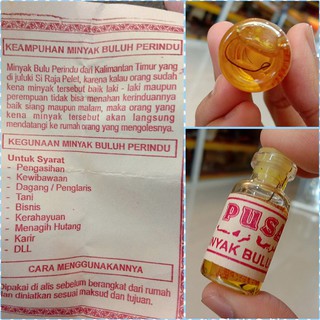 KEAMPUHAN MINYAK BULUH PERINDU
Minyak Bulu Perindu dari Kalimantan Timur yang
di juluki Si Raja Pelet, karena kalau orang sudah
kena minyak tersebut baik laki - laki maupun
perempuan tidak bisa menahan kerinduannya
baik siang maupun malam, maka orang yang
kena minyak tersebut akan langsung
mendatangi ke rumah orang yang mengolesnya.
KEGUNAAN MINYAK BULUH PERINDU
Untuk Syarat
- Pengasihan
- Kewibawaan
- Dagang / Penglaris
- Tani
- Bisnis
- Kerahayuan
- Menagih Hutang
- Karir
- DLL
CARA MENGGUNAKANNYA
Dipakai di alis sebelum berangkat dari rumah
dan diniatkan sesuai maksud dan tujuan.
PUSA
NYAK BULU